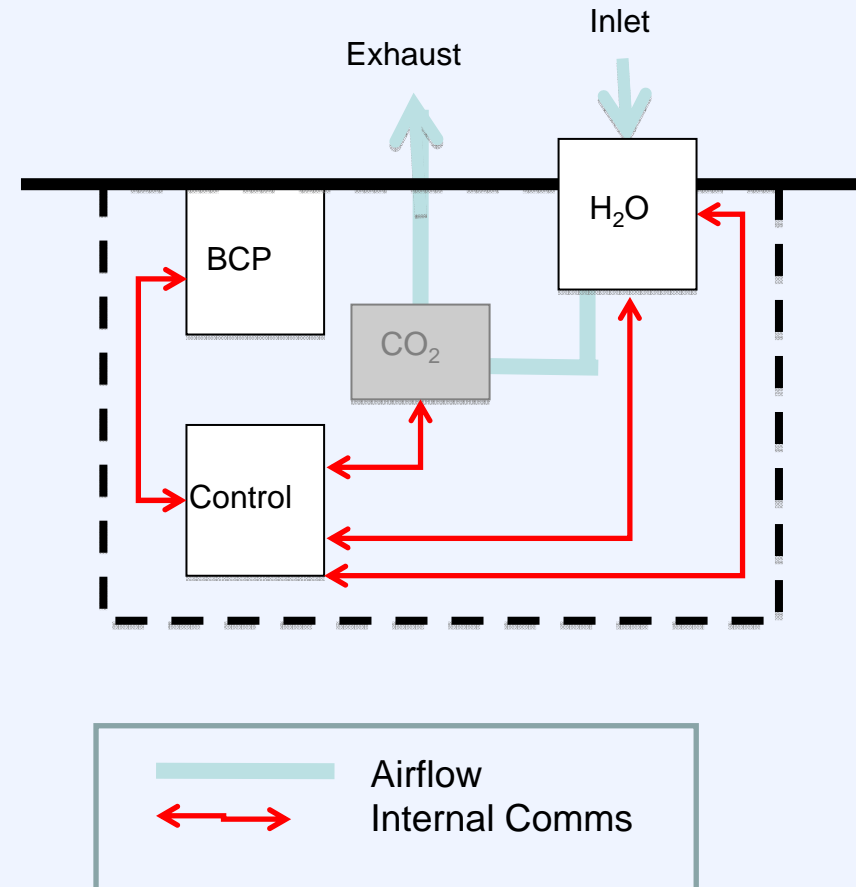 Inlet
Exhaust
H₂O
BCP
CO₂
Control
Airflow
Internal Comms